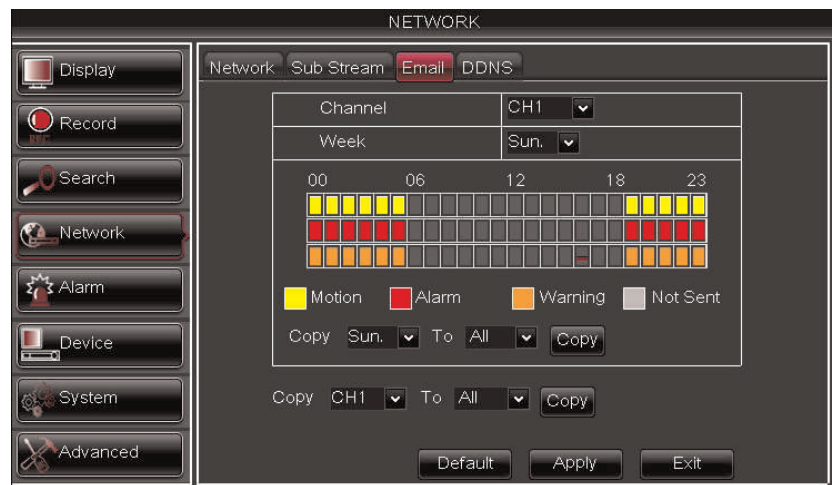 NETWORK
Display
Record
REC
Search
Network
Alarm
Device
System
Advanced
Network Sub Stream Email DDNS
Channel CH1
Week Sun.
00 06 12 18 23
Motion Alarm Warning Not Sent
Copy Sun. To All Copy
Copy CH1 To All Copy
Default Apply Exit